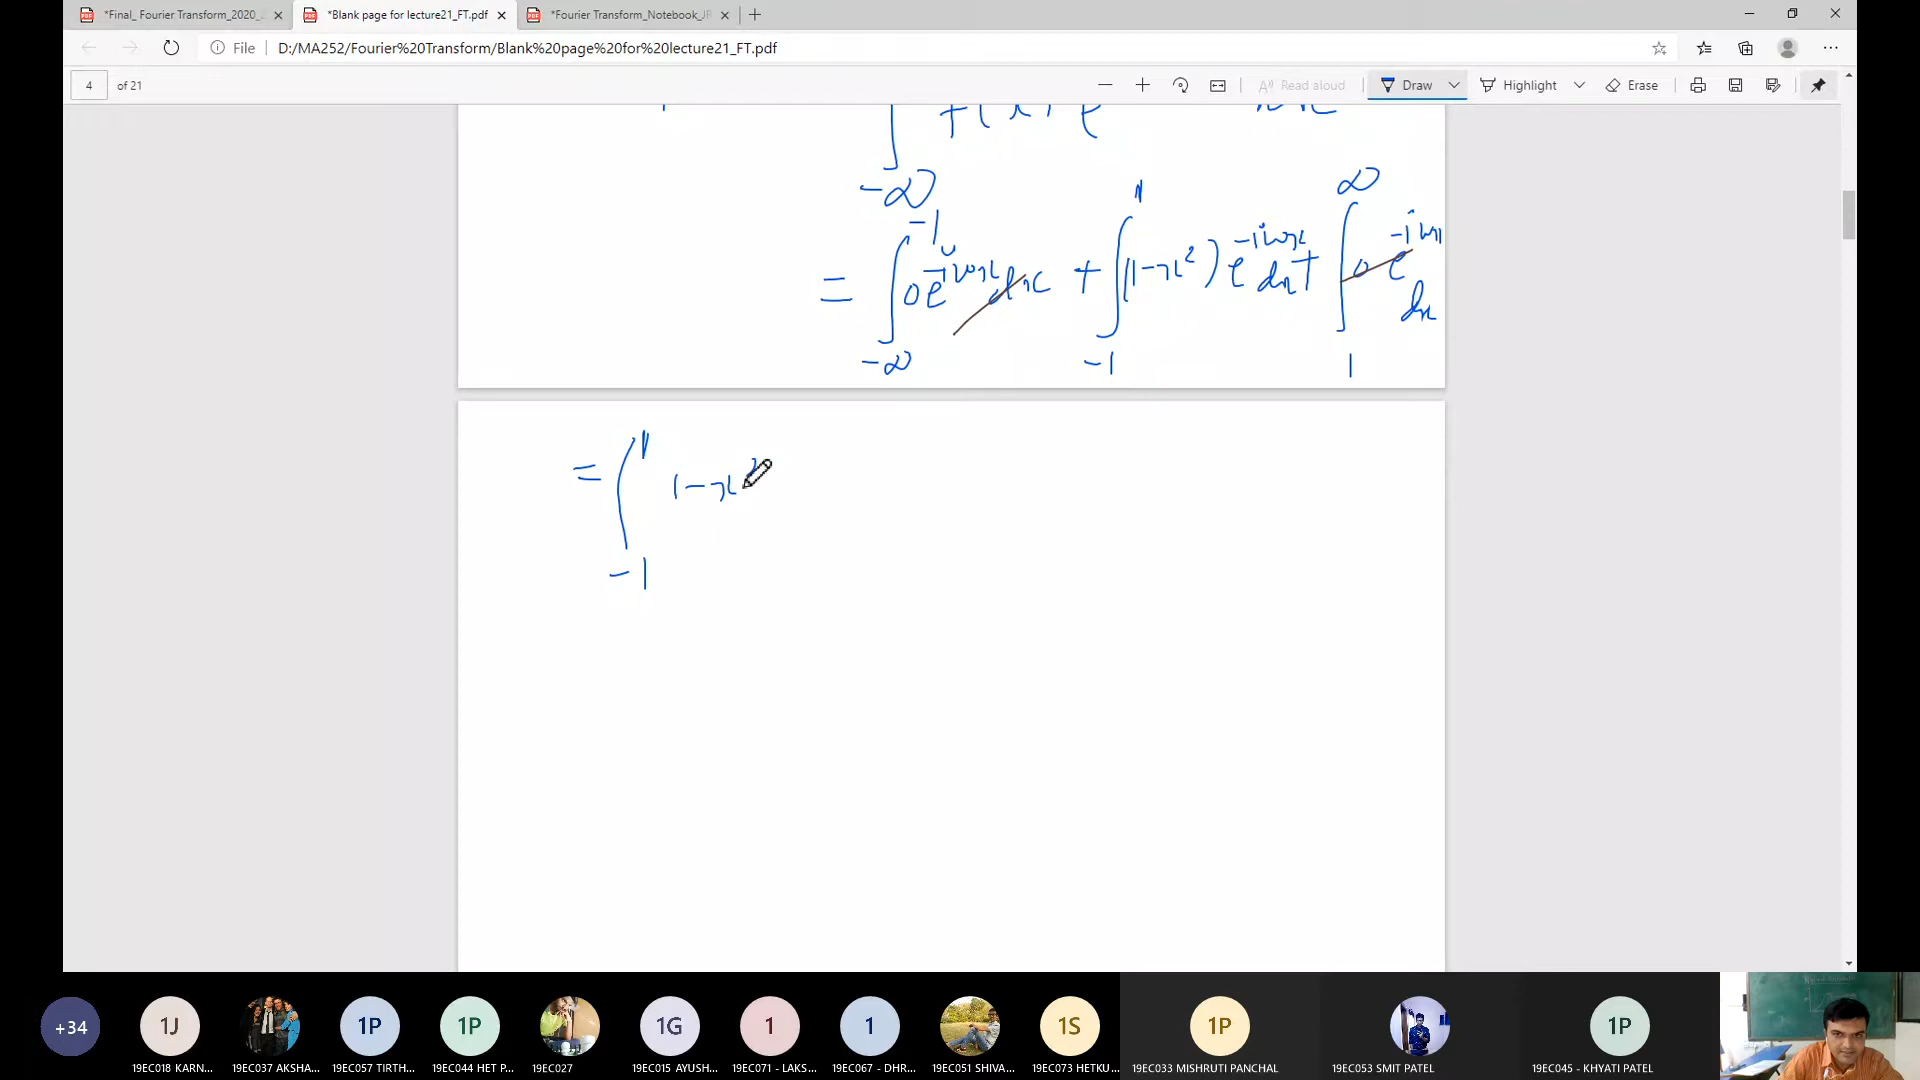 *Final_ Fourier Transform_2020_
*Blank page for lecture21_FT.pdf
*Fourier Transform_Notebook_JF
File
D:/MA252/Fourier%20Transform/Blank%20page%20for%20lecture21_FT.pdf
4 of 21
Read aloud
Draw
Highlight
Erase
-∞
= ∫_{-∞}^{-1} 0 e^{-iωx} dx + ∫_{-1}^{1} (1-x²) e^{-iωx} dx + ∫_{1}^{∞} 0 e^{-iωx} dx
= ∫_{-1}^{1} 1-x²
+34
1J
1P
1P
1G
1
1
1S
1P
1P
19EC018 KARN...
19EC037 AKSHA...
19EC057 TIRTH...
19EC044 HET P...
19EC027
19EC015 AYUSH...
19EC071 - LAKS...
19EC067 - DHR...
19EC051 SHIVA...
19EC073 HETKU...
19EC033 MISHRUTI PANCHAL
19EC053 SMIT PATEL
19EC045 - KHYATI PATEL